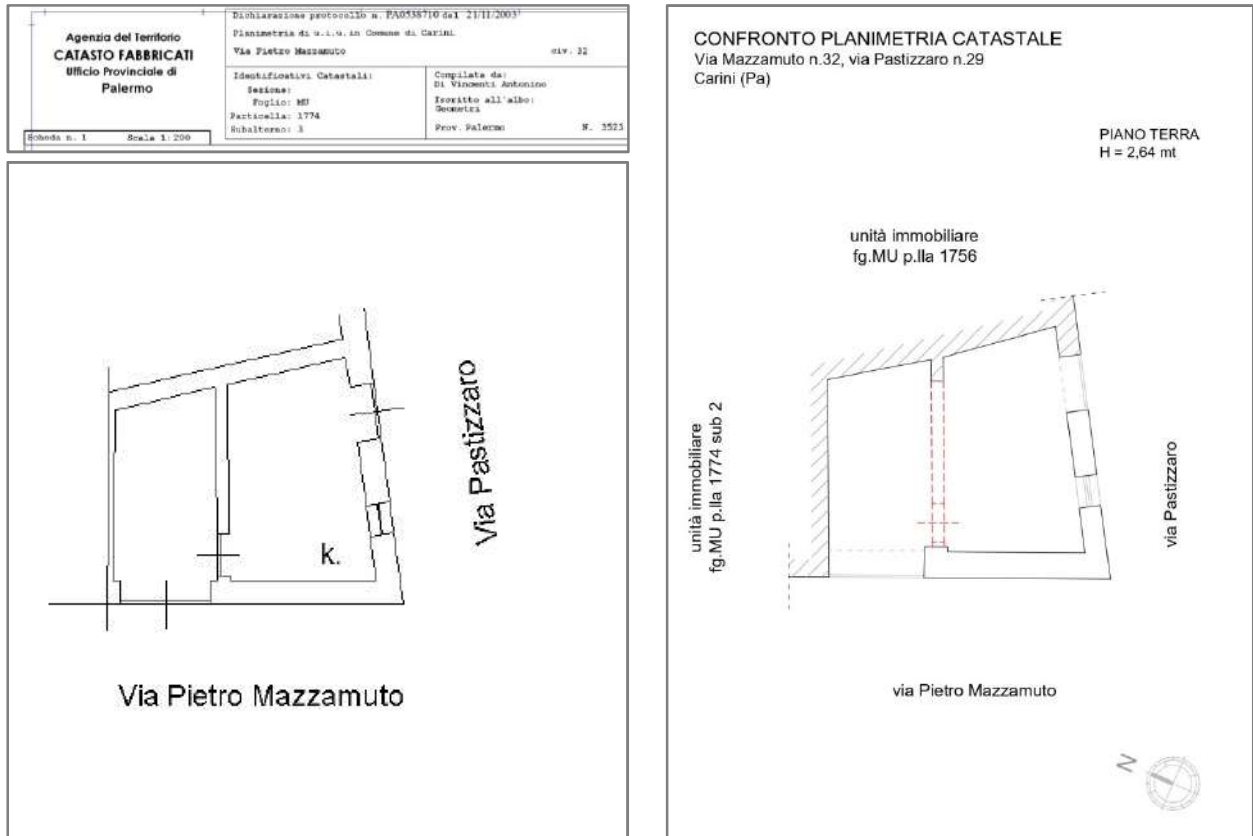 Agenzia del Territorio
CATASTO FABBRICATI
Ufficio Provinciale di
Palermo
Scheda n. 1 Scala 1:200
Dichiarazione protocollo n. PA0538710 del 21/11/2003
Planimetria di u.i.u. in Comune di Carini
Via Pietro Mazzamuto civ. 32
Identificativi Catastali:
Sezione:
Foglio: MU
Particella: 1774
Subalterno: 3
Compilata da:
Di Vincenti Antonino
Iscritto all'albo:
Geometri
Prov. Palermo N. 3523
Via Pastizzaro
k.
Via Pietro Mazzamuto
CONFRONTO PLANIMETRIA CATASTALE
Via Mazzamuto n.32, via Pastizzaro n.29
Carini (Pa)
PIANO TERRA
H = 2,64 mt
unità immobiliare
fg.MU p.lla 1756
unità immobiliare
fg.MU p.lla 1774 sub 2
via Pastizzaro
via Pietro Mazzamuto
N